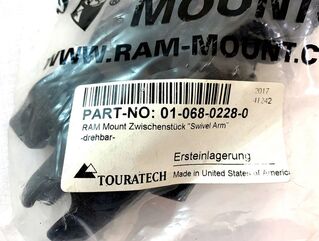 MOUNT
WWW.RAM-MOUNT.C
2017
41242
PART-NO: 01-068-0228-0
RAM Mount Zwischenstück "Swivel Arm"
-drehbar-
Ersteinlagerung
TOURATECH
Made in United States of America